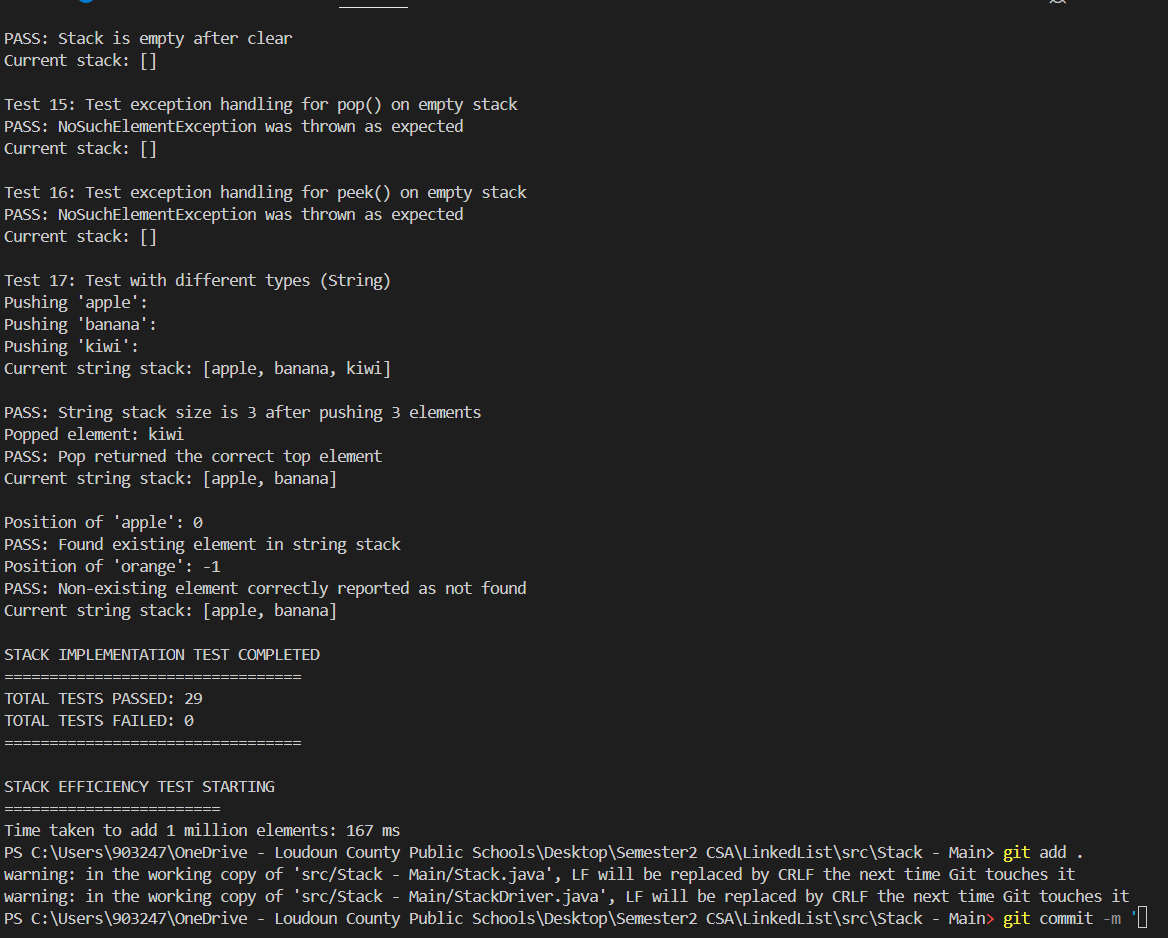 PASS: Stack is empty after clear
Current stack: []
Test 15: Test exception handling for pop() on empty stack
PASS: NoSuchElementException was thrown as expected
Current stack: []
Test 16: Test exception handling for peek() on empty stack
PASS: NoSuchElementException was thrown as expected
Current stack: []
Test 17: Test with different types (String)
Pushing 'apple':
Pushing 'banana':
Pushing 'kiwi':
Current string stack: [apple, banana, kiwi]
PASS: String stack size is 3 after pushing 3 elements
Popped element: kiwi
PASS: Pop returned the correct top element
Current string stack: [apple, banana]
Position of 'apple': 0
PASS: Found existing element in string stack
Position of 'orange': -1
PASS: Non-existing element correctly reported as not found
Current string stack: [apple, banana]
STACK IMPLEMENTATION TEST COMPLETED
=================================
TOTAL TESTS PASSED: 29
TOTAL TESTS FAILED: 0
=================================
STACK EFFICIENCY TEST STARTING
========================
Time taken to add 1 million elements: 167 ms
PS C:\Users\903247\OneDrive - Loudoun County Public Schools\Desktop\Semester2 CSA\LinkedList\src\Stack - Main> git add .
warning: in the working copy of 'src/Stack - Main/Stack.java', LF will be replaced by CRLF the next time Git touches it
warning: in the working copy of 'src/Stack - Main/StackDriver.java', LF will be replaced by CRLF the next time Git touches it
PS C:\Users\903247\OneDrive - Loudoun County Public Schools\Desktop\Semester2 CSA\LinkedList\src\Stack - Main> git commit -m '